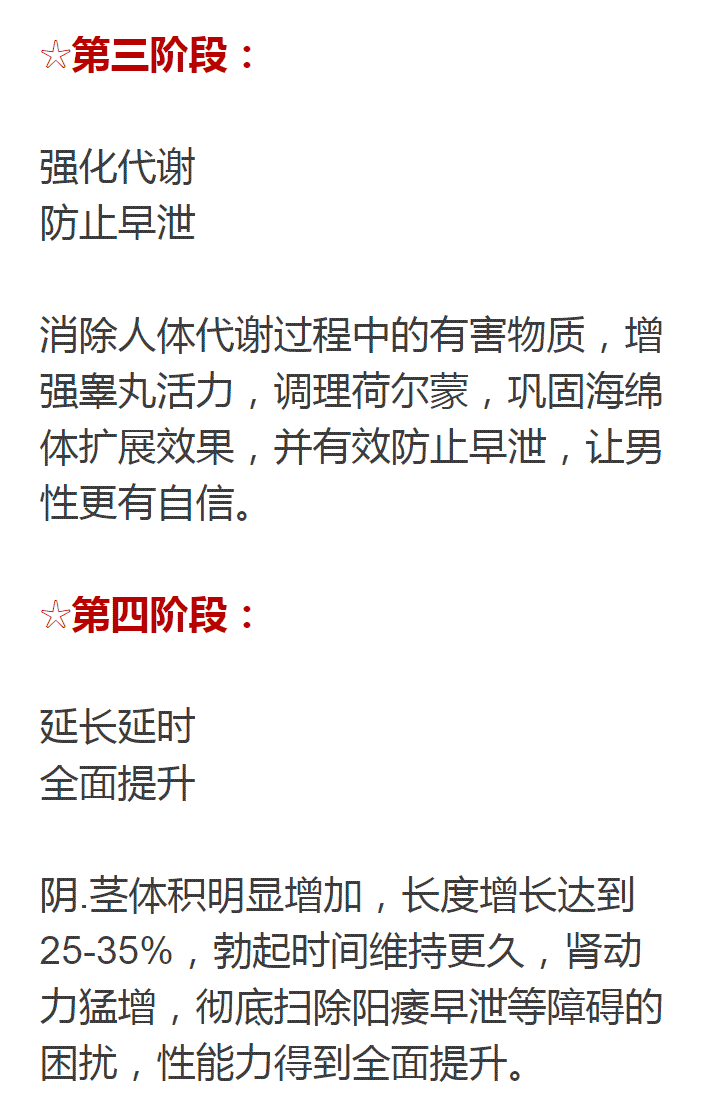 ☆第三阶段：
强化代谢
防止早泄
消除人体代谢过程中的有害物质，增
强睾丸活力，调理荷尔蒙，巩固海绵
体扩展效果，并有效防止早泄，让男
性更有自信。
☆第四阶段：
延长延时
全面提升
阴.茎体积明显增加，长度增长达到
25-35%，勃起时间维持更久，肾动
力猛增，彻底扫除阳痿早泄等障碍的
困扰，性能力得到全面提升。